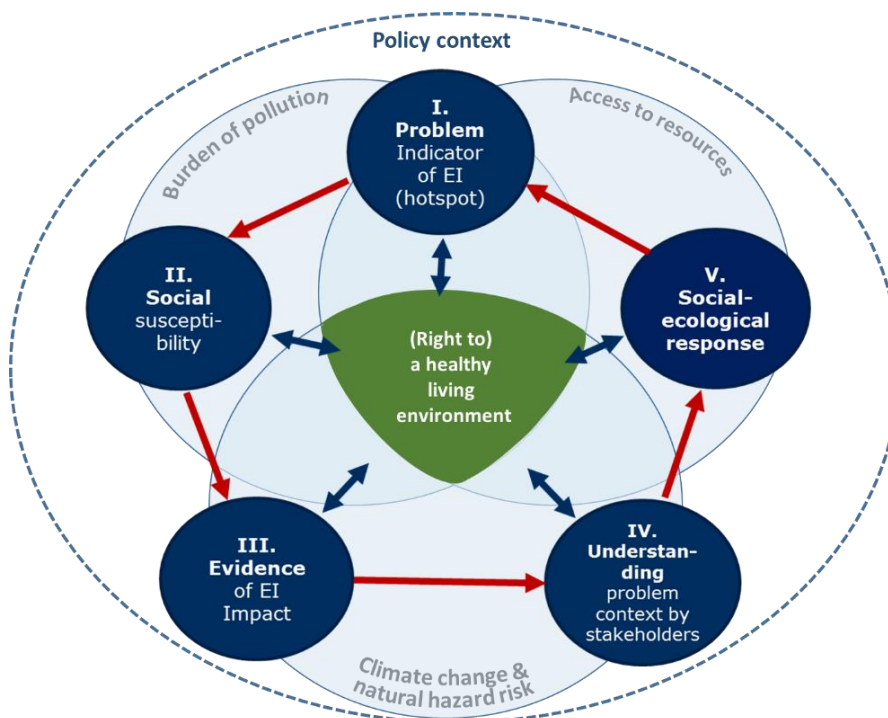 Policy context
Burden of pollution
Access to resources
I.
Problem
Indicator
of EI
(hotspot)
II.
Social
suscepti-
bility
V.
Social-
ecological
response
(Right to)
a healthy
living
environment
III.
Evidence
of EI
Impact
IV.
Understan-
ding
problem
context by
stakeholders
Climate change &
natural hazard risk